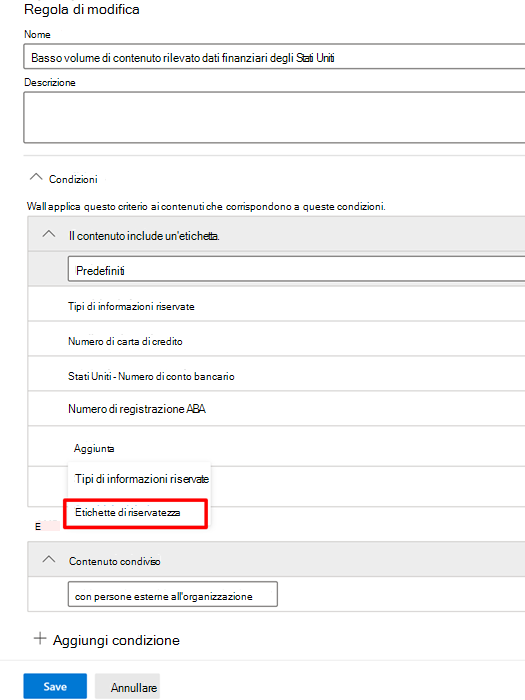 Regola di modifica
Nome
Basso volume di contenuto rilevato dati finanziari degli Stati Uniti
Descrizione
Condizioni
Wall applica questo criterio ai contenuti che corrispondono a queste condizioni.
Il contenuto include un'etichetta.
Predefiniti
Tipi di informazioni riservate
Numero di carta di credito
Stati Uniti - Numero di conto bancario
Numero di registrazione ABA
Aggiunta
Tipi di informazioni riservate
Etichette di riservatezza
E
Contenuto condiviso
con persone esterne all'organizzazione
+ Aggiungi condizione
Save Annullare